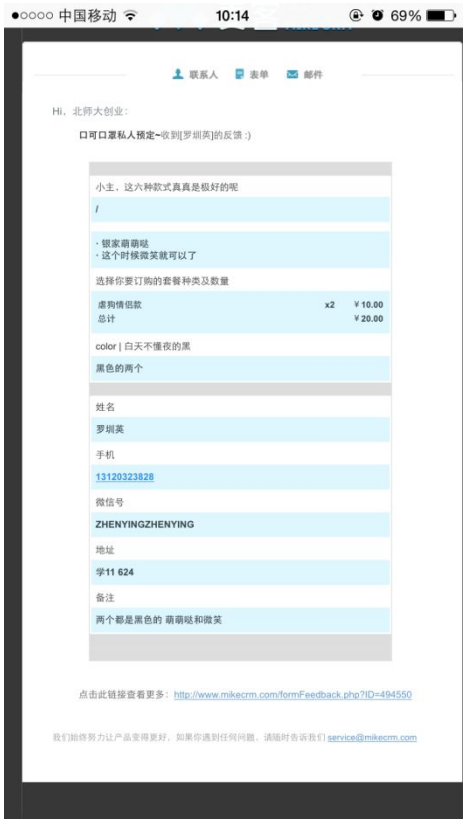 中国移动 10:14 69%
联系人 表单 邮件
Hi，北师大创业：
口可口罩私人预定~收到[罗圳英]的反馈 :)
小主，这六种款式真真是极好的呢
/
· 银家萌萌哒
· 这个时候微笑就可以了
选择你要订购的套餐种类及数量
虐狗情侣款 x2 ￥10.00
总计 ￥20.00
color | 白天不懂夜的黑
黑色的两个
姓名
罗圳英
手机
13120323828
微信号
ZHENYINGZHENYING
地址
学11 624
备注
两个都是黑色的 萌萌哒和微笑
点击此链接查看更多：http://www.mikecrm.com/formFeedback.php?ID=494550
我们始终努力让产品变得更好，如果你遇到任何问题，请随时告诉我们 service@mikecrm.com